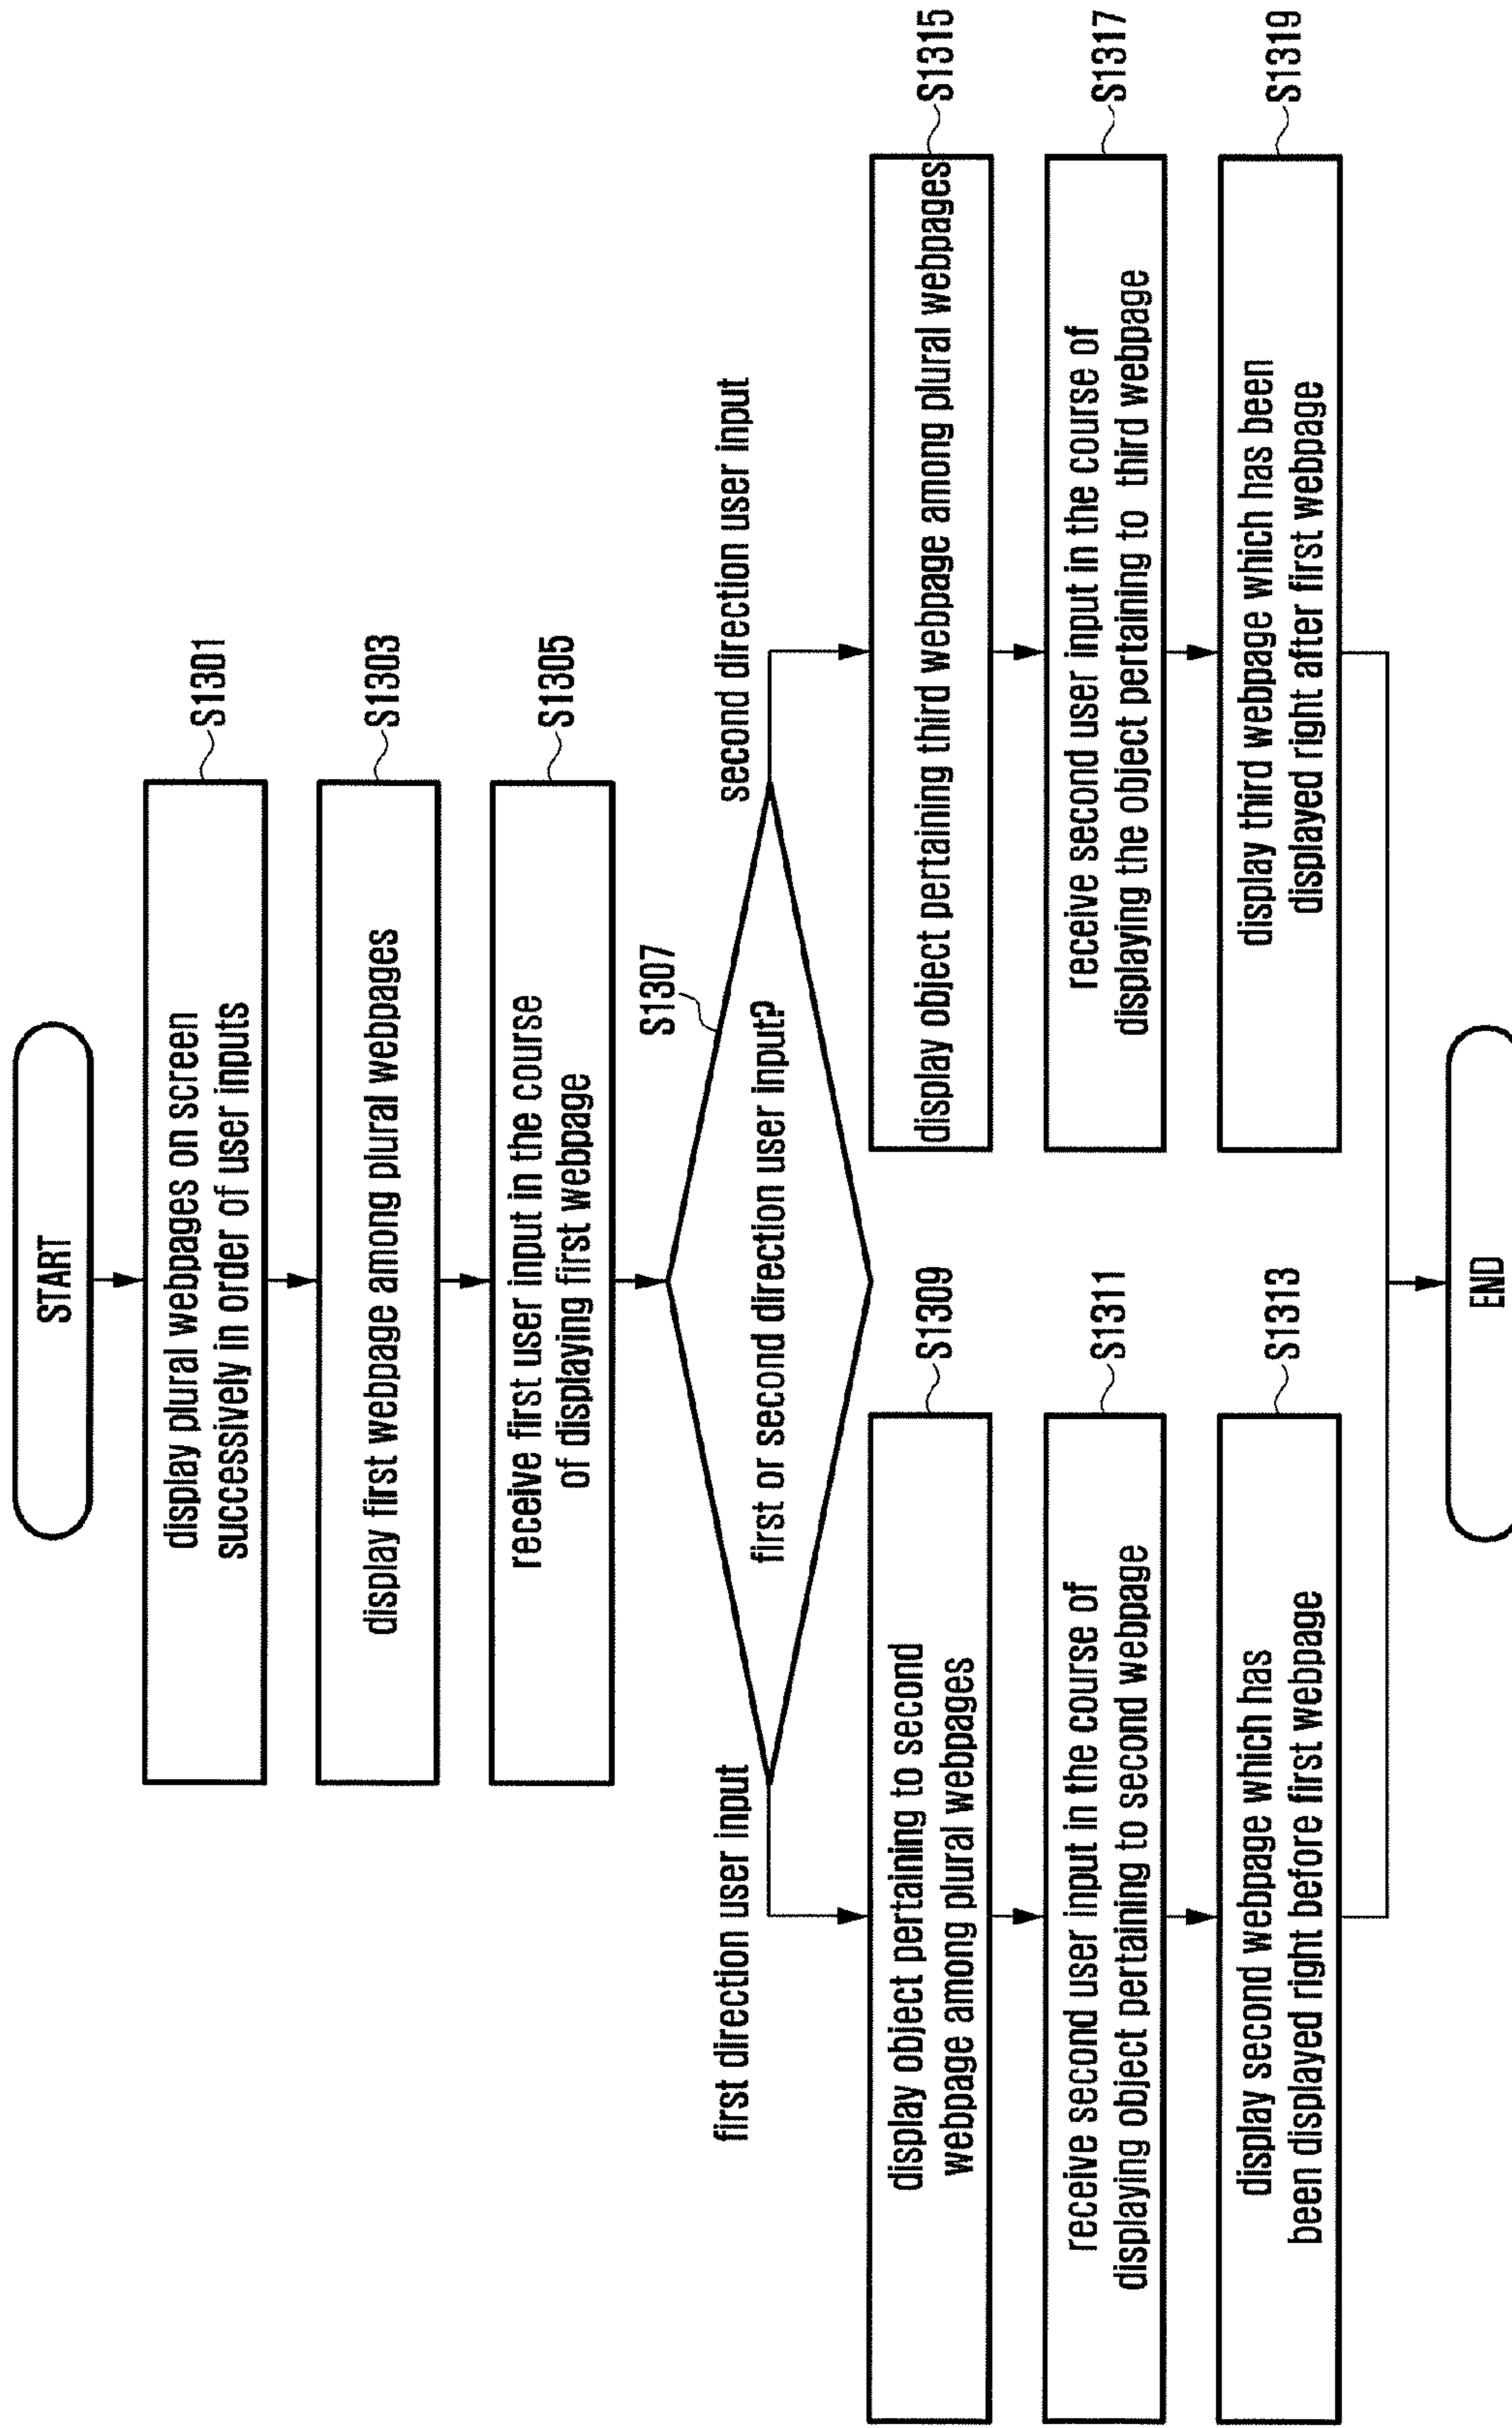 START
display plural webpages on screen
successively in order of user inputs
S1301
display first webpage among plural webpages
S1303
receive first user input in the course
of displaying first webpage
S1305
first or second direction user input?
S1307
first direction user input
display object pertaining to second
webpage among plural webpages
S1309
receive second user input in the course of
displaying object pertaining to second webpage
S1311
display second webpage which has
been displayed right before first webpage
S1313
second direction user input
display object pertaining third webpage among plural webpages
S1315
receive second user input in the course of
displaying the object pertaining to third webpage
S1317
display third webpage which has been
displayed right after first webpage
S1319
END